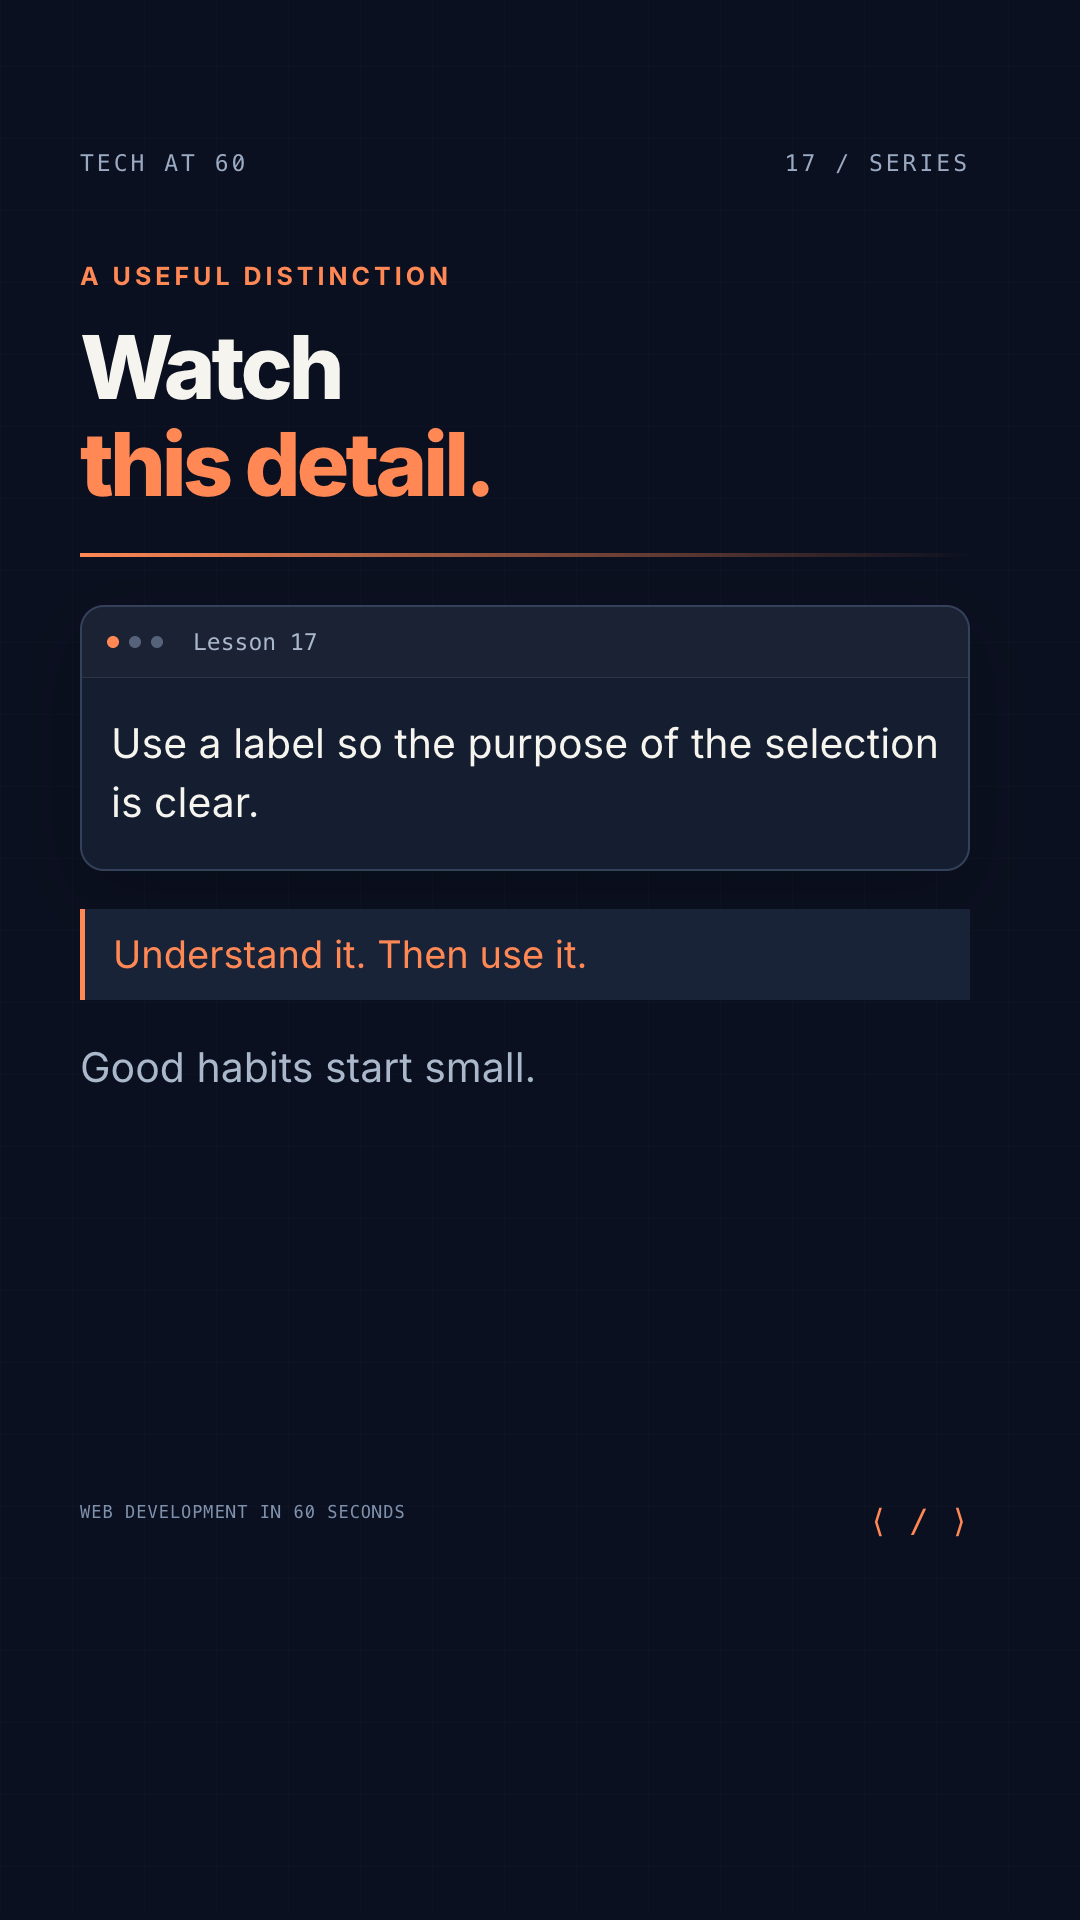 TECH AT 60
17 / SERIES
A USEFUL DISTINCTION
Watch
this detail.
Lesson 17
Use a label so the purpose of the selection
is clear.
Understand it. Then use it.
Good habits start small.
WEB DEVELOPMENT IN 60 SECONDS
⟨ / ⟩